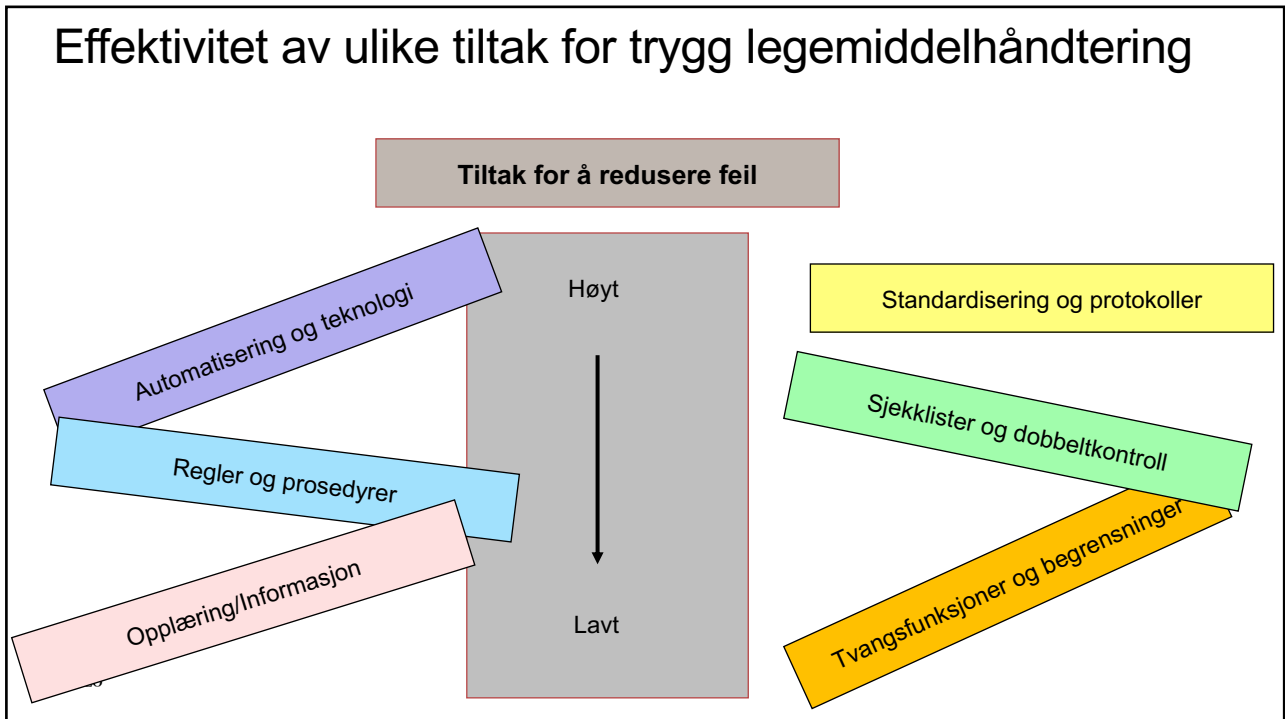 Effektivitet av ulike tiltak for trygg legemiddelhåndtering
Tiltak for å redusere feil
Høyt
Standardisering og protokoller
Automatisering og teknologi
Sjekklister og dobbeltkontroll
Regler og prosedyrer
Tvangsfunksjoner og begrensninger
Opplæring/Informasjon
Lavt